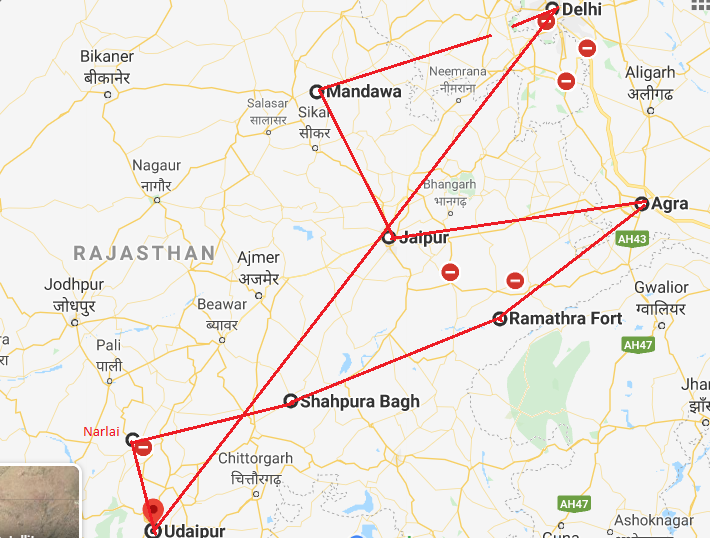 Delhi
Bikaner
बीकानेर
Aligarh
अलीगढ
Neemrana
नीमराना
Mandawa
Salasar
सालासर
Sikar
सीकर
Nagaur
नागौर
Bhangarh
भानगढ़
Agra
Jaipur
AH43
RAJASTHAN
Ajmer
अजमेर
Jodhpur
जोधपुर
Gwalior
ग्वालियर
Beawar
ब्यावर
Ramathra Fort
AH47
Pali
पाली
Shahpura Bagh
Narlai
Chittorgarh
चित्तौरगढ़
AH47
Ashoknagar
Udaipur